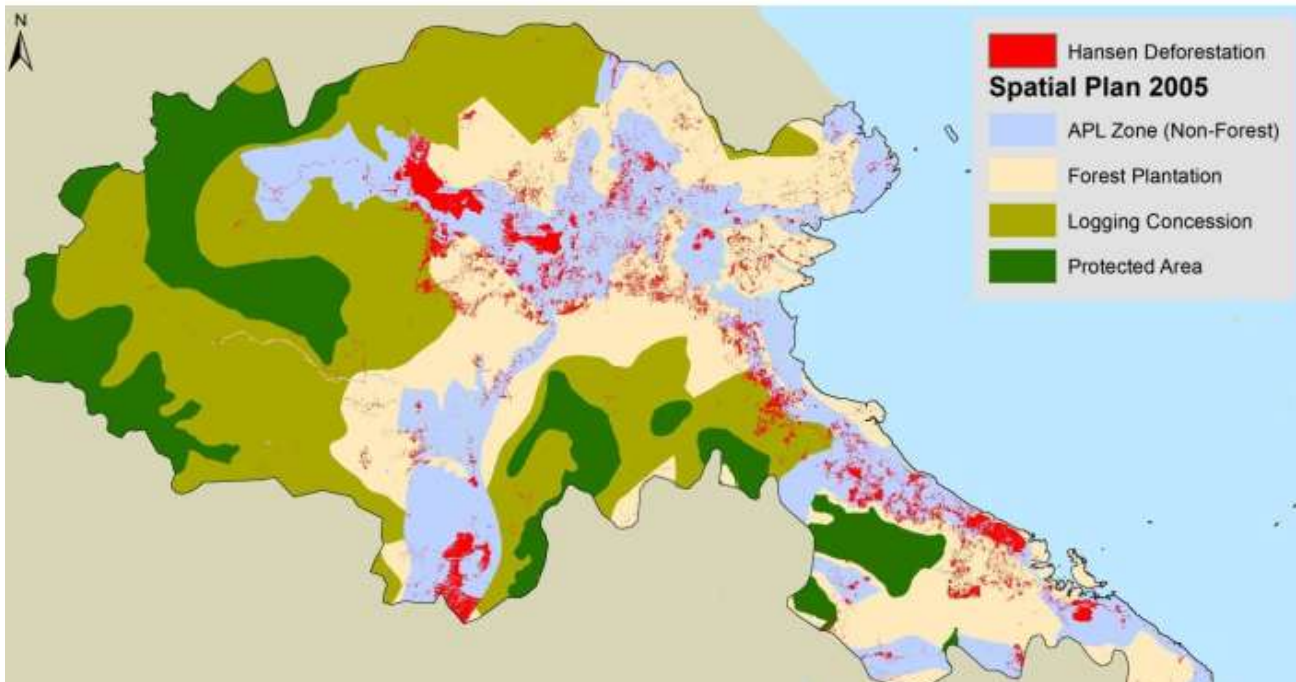 N
Hansen Deforestation
Spatial Plan 2005
APL Zone (Non-Forest)
Forest Plantation
Logging Concession
Protected Area